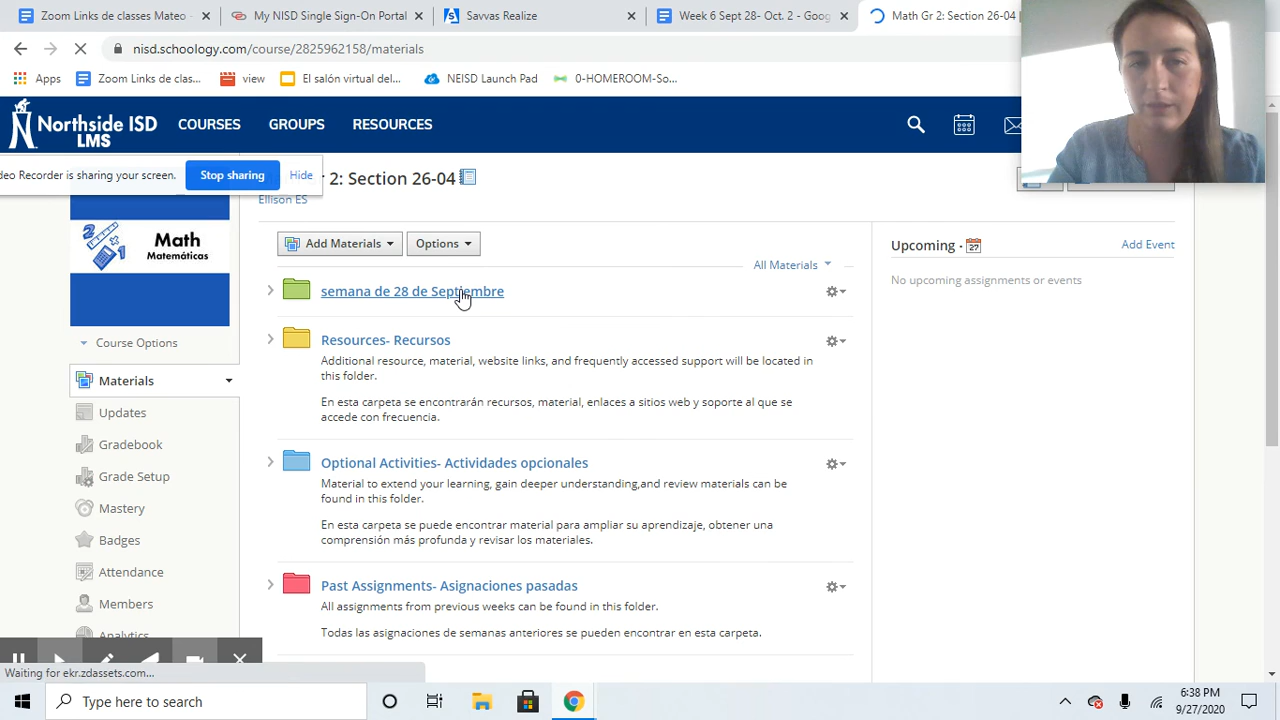 Zoom Links de classes Mar
My NISD Single Sign-On Portal
Savvas Realize
Week 6 Sept 28- Oct. 2 - Goog
Math Gr 2: Section 26-04 |
nisd.schoology.com/course/2825962158/materials
Apps
Zoom Links de clas...
view
El salón virtual del...
NEISD Launch Pad
0-HOMEROOM-So...
Northside ISD
LMS
COURSES
GROUPS
RESOURCES
deo Recorder is sharing your screen.
Stop sharing
Hide
r 2: Section 26-04
Ellison ES
Math
Matemáticas
Add Materials
Options
All Materials
Upcoming ·
27
Add Event
No upcoming assignments or events
semana de 28 de Septiembre
Course Options
Resources- Recursos
Additional resource, material, website links, and frequently accessed support will be located in
this folder.
En esta carpeta se encontrarán recursos, material, enlaces a sitios web y soporte al que se
accede con frecuencia.
Materials
Updates
Gradebook
Grade Setup
Mastery
Badges
Attendance
Members
Analytics
Optional Activities- Actividades opcionales
Material to extend your learning, gain deeper understanding,and review materials can be
found in this folder.
En esta carpeta se puede encontrar material para ampliar su aprendizaje, obtener una
comprensión más profunda y revisar los materiales.
Past Assignments- Asignaciones pasadas
All assignments from previous weeks can be found in this folder.
Todas las asignaciones de semanas anteriores se pueden encontrar en esta carpeta.
Waiting for ekr.zdassets.com...
Type here to search
6:38 PM
9/27/2020